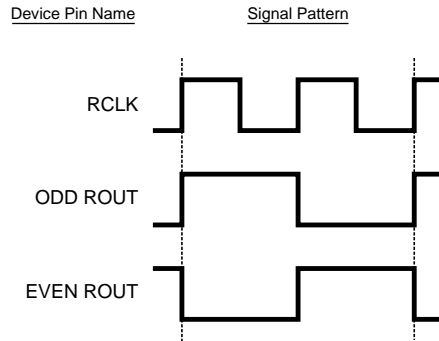 Device Pin Name Signal Pattern
RCLK
ODD ROUT
EVEN ROUT